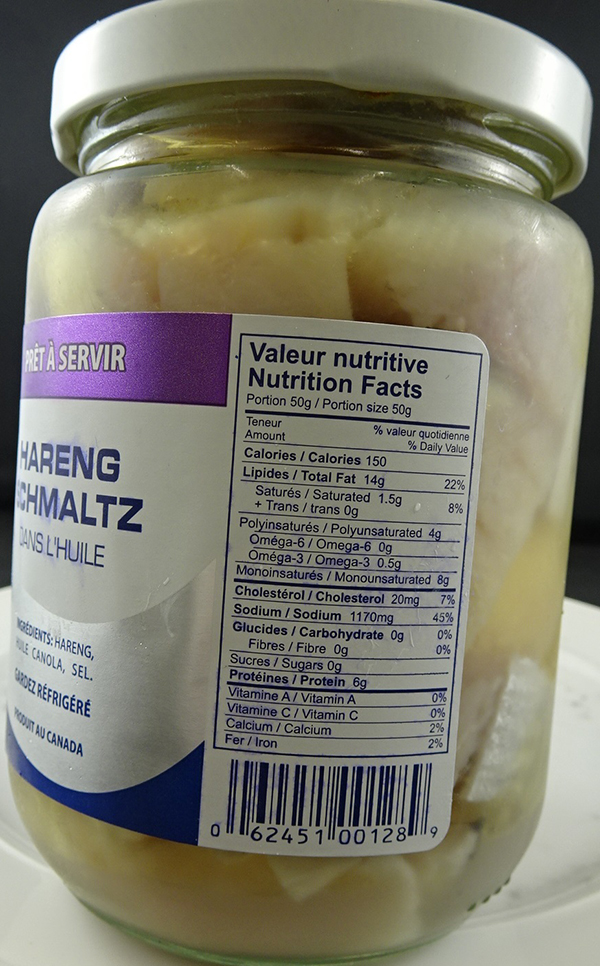 PRÊT À SERVIR
HARENG
SCHMALTZ
DANS L'HUILE
INGRÉDIENTS: HARENG,
HUILE CANOLA, SEL.
GARDEZ RÉFRIGÉRÉ
PRODUIT AU CANADA
Valeur nutritive
Nutrition Facts
Portion 50g / Portion size 50g
Teneur % valeur quotidienne
Amount % Daily Value
Calories / Calories 150
Lipides / Total Fat 14g 22%
Saturés / Saturated 1.5g 8%
+ Trans / trans 0g
Polyinsaturés / Polyunsaturated 4g
Oméga-6 / Omega-6 0g
Oméga-3 / Omega-3 0.5g
Monoinsaturés / Monounsaturated 8g
Cholestérol / Cholesterol 20mg 7%
Sodium / Sodium 1170mg 45%
Glucides / Carbohydrate 0g 0%
Fibres / Fibre 0g 0%
Sucres / Sugars 0g
Protéines / Protein 6g
Vitamine A / Vitamin A 0%
Vitamine C / Vitamin C 0%
Calcium / Calcium 2%
Fer / Iron 2%
0 62451 00128 9